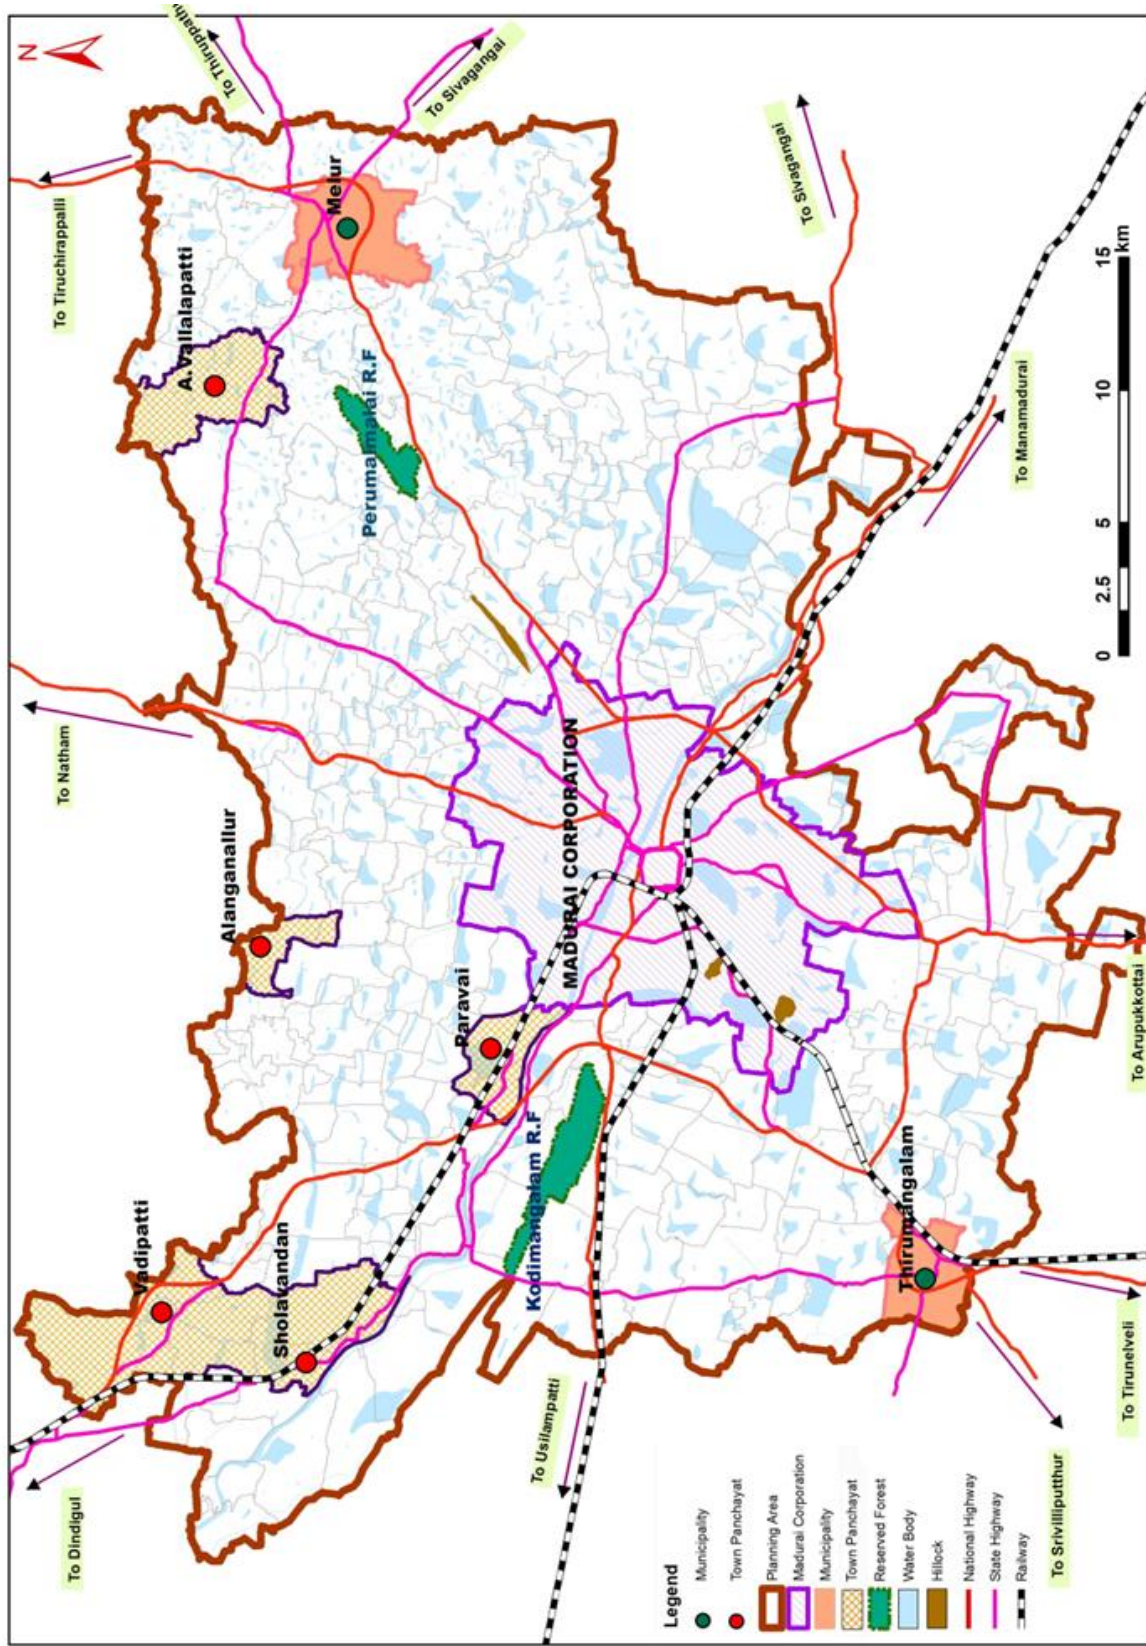 N
To Dindigul
To Natham
To Tiruchirappalli
To Thiruppath
To Sivagangai
Vadipatti
Alanganallur
A.Vallalapatti
Melur
Sholavandan
Paravai
Perumalmalai R.F
Kodimangalam R.F
MADURAI CORPORATION
To Usilampatti
To Sivagangai
Thirumangalam
To Manamadurai
To Srivilliputhur
To Tirunelveli
To Arupukkottai
0
2.5
5
10
15
km
Legend
Municipality
Town Panchayat
Planning Area
Madurai Corporation
Municipality
Town Panchayat
Reserved Forest
Water Body
Hillock
National Highway
State Highway
Railway